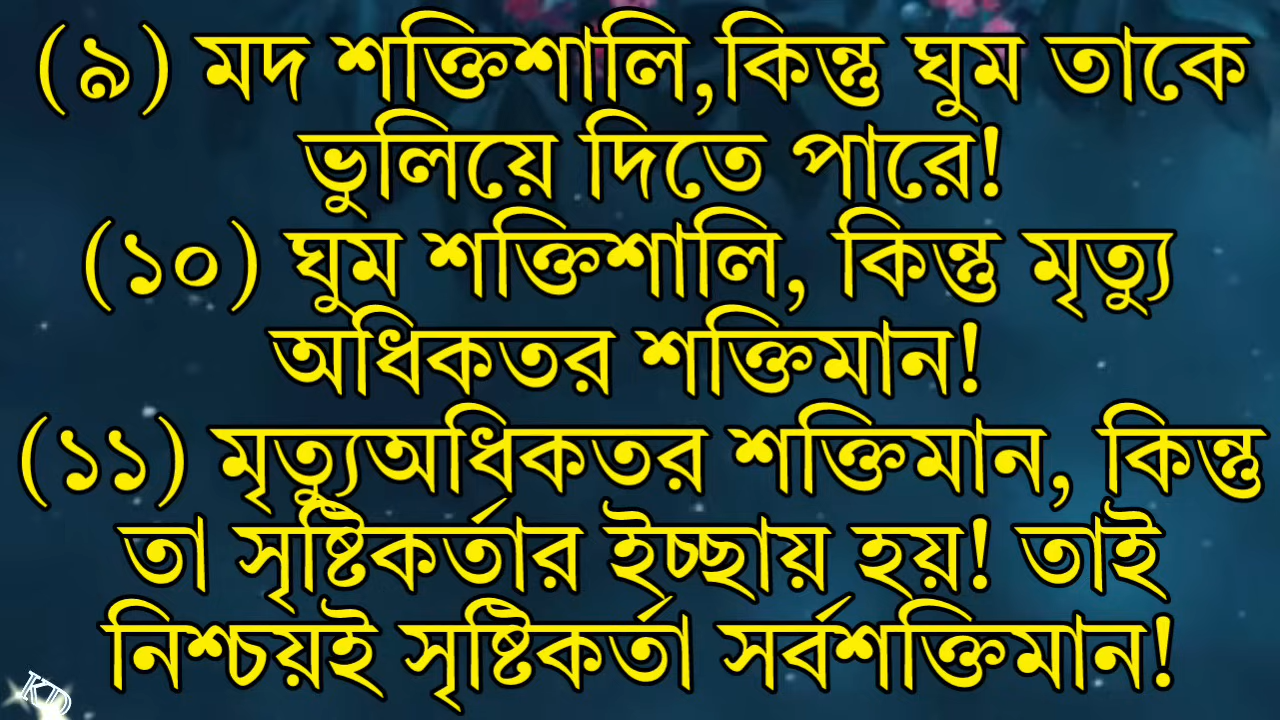 (৯) মদ শক্তিশালি,কিন্তু ঘুম তাকে
ভুলিয়ে দিতে পারে!
(১০) ঘুম শক্তিশালি, কিন্তু মৃত্যু
অধিকতর শক্তিমান!
(১১) মৃত্যুঅধিকতর শক্তিমান, কিন্তু
তা সৃষ্টিকর্তার ইচ্ছায় হয়! তাই
নিশ্চয়ই সৃষ্টিকর্তা সর্বশক্তিমান!
KD